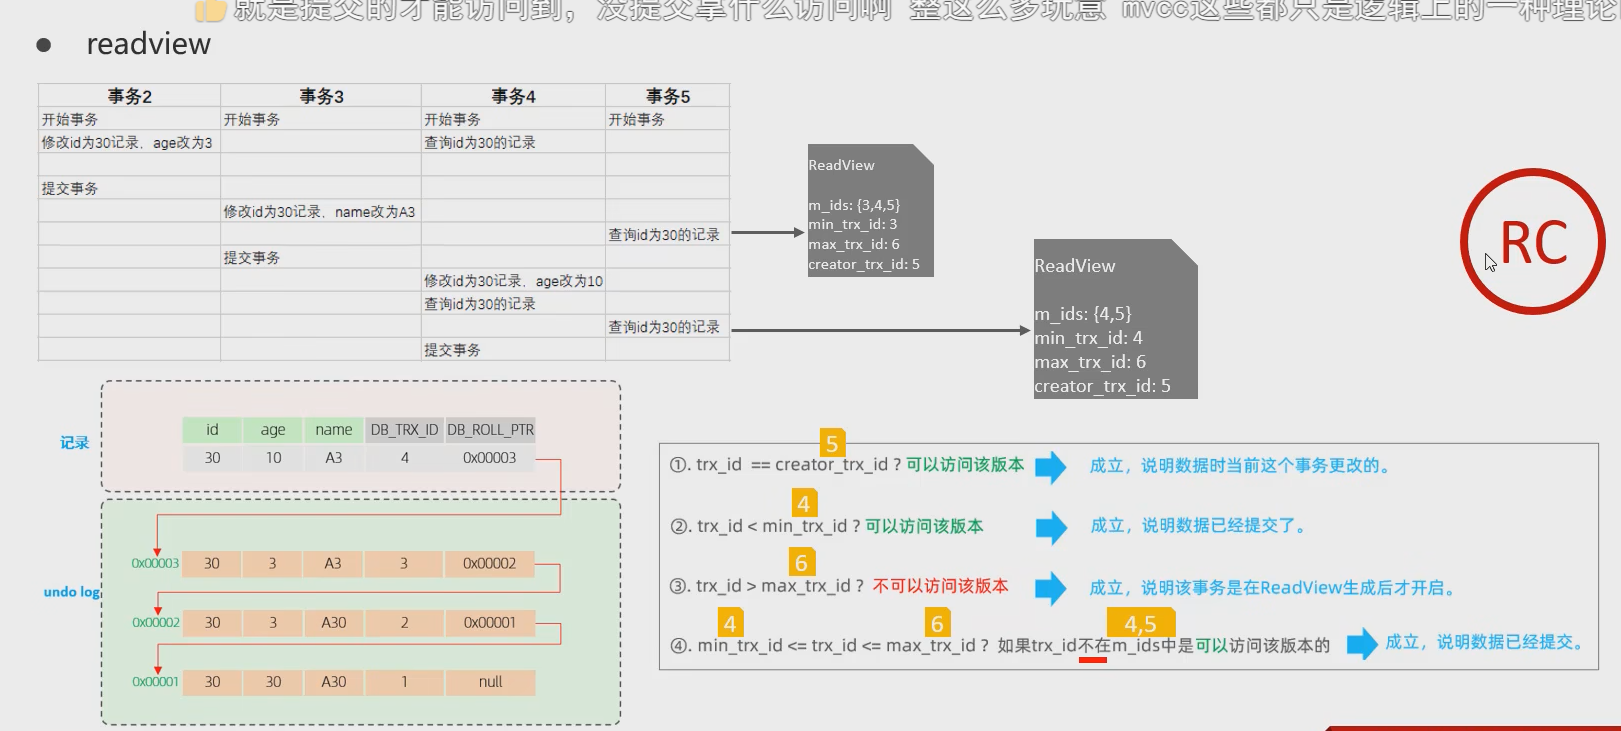 就是提交的才能访问到，没提交拿什么访问啊 整这么多玩意 mvcc这些都只是逻辑上的一种理论
● readview
事务2 事务3 事务4 事务5
开始事务 开始事务 开始事务 开始事务
修改id为30记录，age改为3 查询id为30的记录
提交事务
修改id为30记录，name改为A3
查询id为30的记录
提交事务
修改id为30记录，age改为10
查询id为30的记录
查询id为30的记录
提交事务
ReadView
m_ids: {3,4,5}
min_trx_id: 3
max_trx_id: 6
creator_trx_id: 5
ReadView
m_ids: {4,5}
min_trx_id: 4
max_trx_id: 6
creator_trx_id: 5
RC
记录
id age name DB_TRX_ID DB_ROLL_PTR
30 10 A3 4 0x00003
undo log
0x00003 30 3 A3 3 0x00002
0x00002 30 3 A30 2 0x00001
0x00001 30 30 A30 1 null
5
①. trx_id == creator_trx_id ? 可以访问该版本 成立，说明数据时当前这个事务更改的。
4
②. trx_id < min_trx_id ? 可以访问该版本 成立，说明数据已经提交了。
6
③. trx_id > max_trx_id ? 不可以访问该版本 成立，说明该事务是在ReadView生成后才开启。
4 6 4,5
④. min_trx_id <= trx_id <= max_trx_id ? 如果trx_id不在m_ids中是可以访问该版本的 成立，说明数据已经提交。